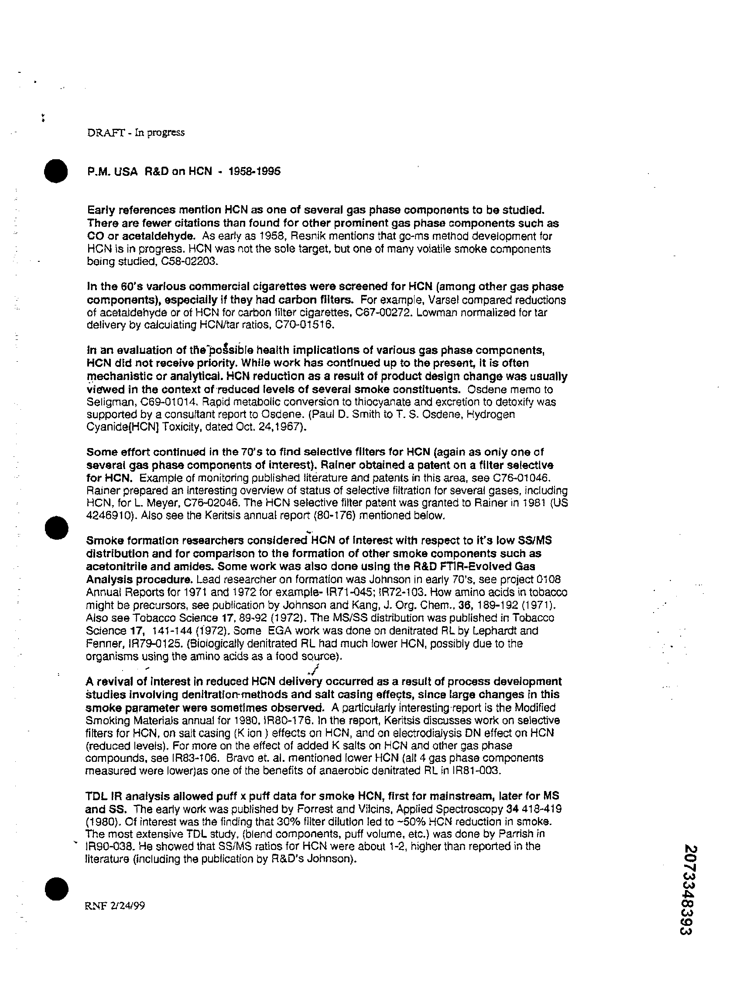 DRAFT - In progress
P.M. USA R&D on HCN - 1958-1995
Early references mention HCN as one of several gas phase components to be studied.
There are fewer citations than found for other prominent gas phase components such as
CO or acetaldehyde. As early as 1958, Resnik mentions that gc-ms method development for
HCN is in progress. HCN was not the sole target, but one of many volatile smoke components
being studied, C58-02203.
In the 60's various commercial cigarettes were screened for HCN (among other gas phase
components), especially if they had carbon filters. For example, Varsel compared reductions
of acetaldehyde or of HCN for carbon filter cigarettes, C67-00272. Lowman normalized for tar
delivery by calculating HCN/tar ratios, C70-01516.
In an evaluation of the possible health implications of various gas phase components,
HCN did not receive priority. While work has continued up to the present, it is often
mechanistic or analytical. HCN reduction as a result of product design change was usually
viewed in the context of reduced levels of several smoke constituents. Osdene memo to
Seligman, C69-01014. Rapid metabolic conversion to thiocyanate and excretion to detoxify was
supported by a consultant report to Osdene. (Paul D. Smith to T. S. Osdene, Hydrogen
Cyanide[HCN] Toxicity, dated Oct. 24,1967).
Some effort continued in the 70's to find selective filters for HCN (again as only one of
several gas phase components of interest). Rainer obtained a patent on a filter selective
for HCN. Example of monitoring published literature and patents in this area, see C76-01046.
Rainer prepared an interesting overview of status of selective filtration for several gases, including
HCN, for L. Meyer, C76-02046. The HCN selective filter patent was granted to Rainer in 1981 (US
4246910). Also see the Keritsis annual report (80-176) mentioned below.
Smoke formation researchers considered HCN of interest with respect to it's low SS/MS
distribution and for comparison to the formation of other smoke components such as
acetonitrile and amides. Some work was also done using the R&D FTIR-Evolved Gas
Analysis procedure. Lead researcher on formation was Johnson in early 70's, see project 0108
Annual Reports for 1971 and 1972 for example- IR71-045; IR72-103. How amino acids in tobacco
might be precursors, see publication by Johnson and Kang, J. Org. Chem., 36, 189-192 (1971).
Also see Tobacco Science 17, 89-92 (1972). The MS/SS distribution was published in Tobacco
Science 17, 141-144 (1972). Some EGA work was done on denitrated RL by Lephardt and
Fenner, IR79-0125. (Biologically denitrated RL had much lower HCN, possibly due to the
organisms using the amino acids as a food source).
A revival of interest in reduced HCN delivery occurred as a result of process development
studies involving denitration methods and salt casing effects, since large changes in this
smoke parameter were sometimes observed. A particularly interesting report is the Modified
Smoking Materials annual for 1980, IR80-176. In the report, Keritsis discusses work on selective
filters for HCN, on salt casing (K ion ) effects on HCN, and on electrodialysis DN effect on HCN
(reduced levels). For more on the effect of added K salts on HCN and other gas phase
compounds, see IR83-106. Bravo et. al. mentioned lower HCN (all 4 gas phase components
measured were lower)as one of the benefits of anaerobic denitrated RL in IR81-003.
TDL IR analysis allowed puff x puff data for smoke HCN, first for mainstream, later for MS
and SS. The early work was published by Forrest and Vilcins, Applied Spectroscopy 34 418-419
(1980). Of interest was the finding that 30% filter dilution led to ~50% HCN reduction in smoke.
The most extensive TDL study, (blend components, puff volume, etc.) was done by Parrish in
IR90-038. He showed that SS/MS ratios for HCN were about 1-2, higher than reported in the
literature (including the publication by R&D's Johnson).
RNF 2/24/99
2073348393